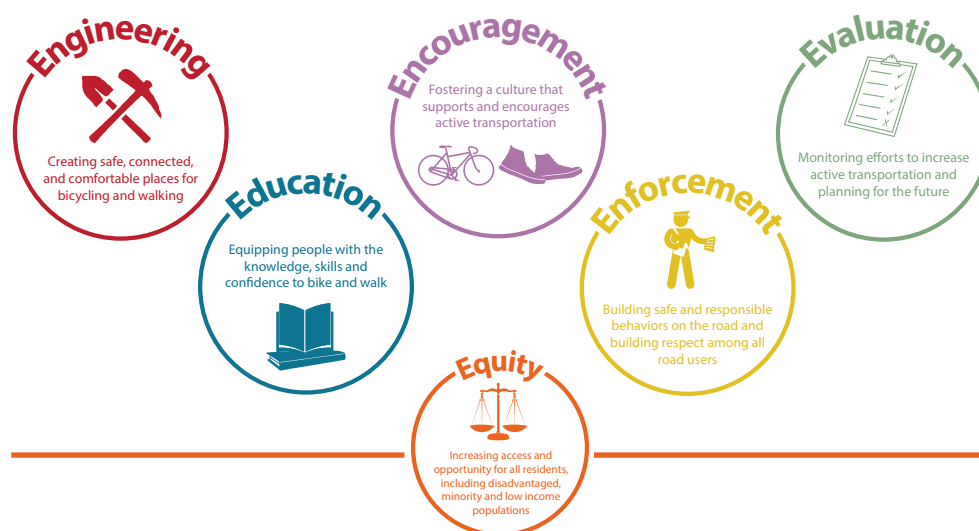 Engineering
Creating safe, connected,
and comfortable places for
bicycling and walking
Education
Equipping people with the
knowledge, skills and
confidence to bike and walk
Encouragement
Fostering a culture that
supports and encourages
active transportation
Enforcement
Building safe and responsible
behaviors on the road and
building respect among all
road users
Evaluation
Monitoring efforts to increase
active transportation and
planning for the future
Equity
Increasing access and
opportunity for all residents,
including disadvantaged,
minority and low income
populations